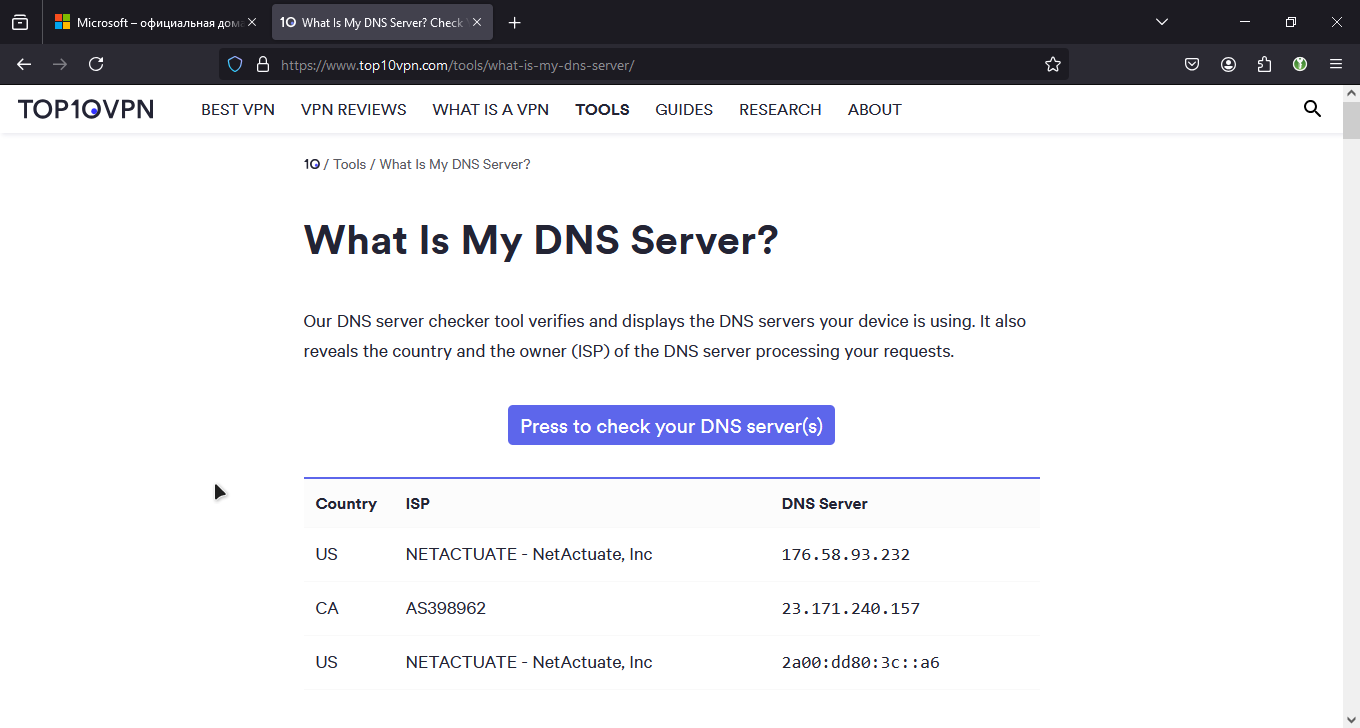 Microsoft – официальная дома
1O What Is My DNS Server? Check
https://www.top10vpn.com/tools/what-is-my-dns-server/
TOP10VPN BEST VPN VPN REVIEWS WHAT IS A VPN TOOLS GUIDES RESEARCH ABOUT
1O / Tools / What Is My DNS Server?
What Is My DNS Server?
Our DNS server checker tool verifies and displays the DNS servers your device is using. It also
reveals the country and the owner (ISP) of the DNS server processing your requests.
Press to check your DNS server(s)
Country ISP DNS Server
US NETACTUATE - NetActuate, Inc 176.58.93.232
CA AS398962 23.171.240.157
US NETACTUATE - NetActuate, Inc 2a00:dd80:3c::a6